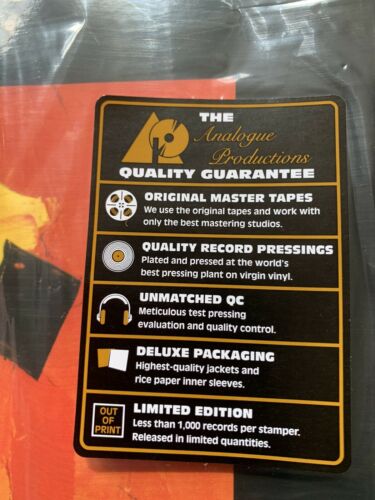 THE
Analogue
Productions
QUALITY GUARANTEE
ORIGINAL MASTER TAPES
We use the original tapes and work with
only the best mastering studios.
QUALITY RECORD PRESSINGS
Plated and pressed at the world's
best pressing plant on virgin vinyl.
UNMATCHED QC
Meticulous test pressing
evaluation and quality control.
DELUXE PACKAGING
Highest-quality jackets and
rice paper inner sleeves.
OUT
OF
PRINT
LIMITED EDITION
Less than 1,000 records per stamper.
Released in limited quantities.